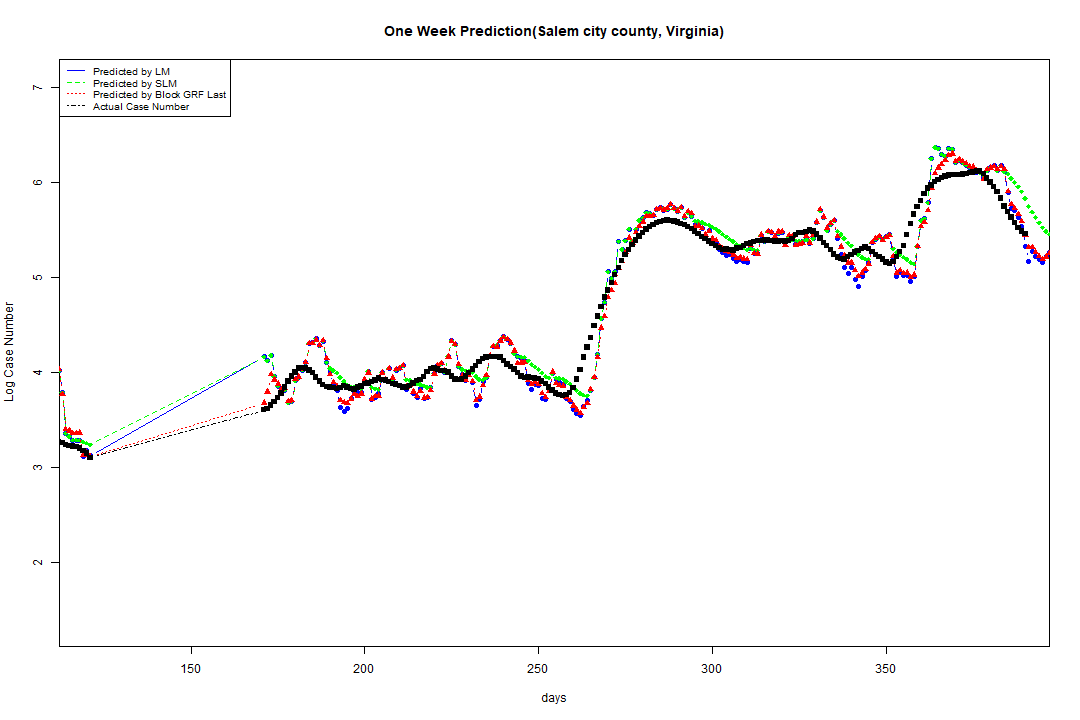 One Week Prediction(Salem city county, Virginia)
Predicted by LM
Predicted by SLM
Predicted by Block GRF Last
Actual Case Number
7
6
5
4
3
2
Log Case Number
150 200 250 300 350
days